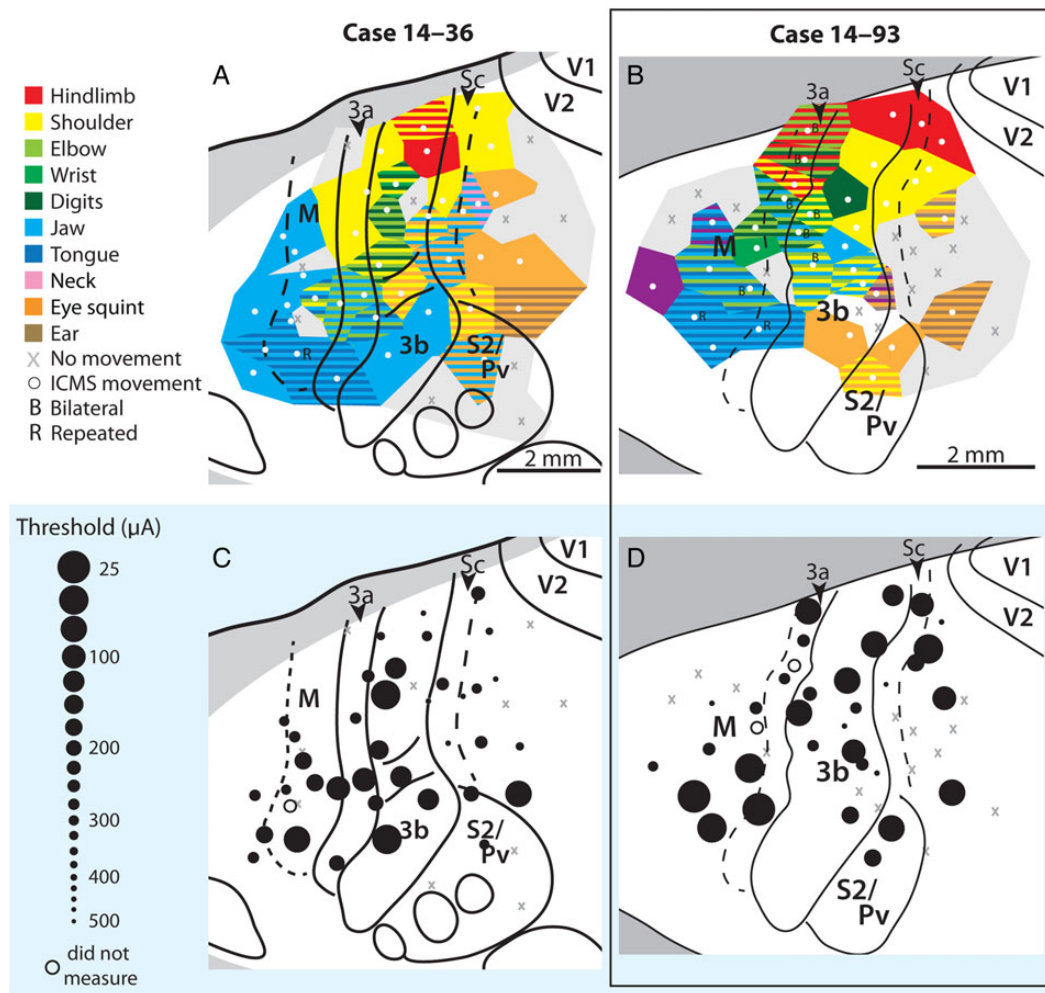 Case 14–36
Case 14–93
A
3a
Sc
V1
V2
M
3b
S2/
Pv
R
x
x
x
x
x
x
x
x
x
2 mm
B
3a
Sc
V1
V2
M
3b
S2/
Pv
B
B
B
B
B
B
B
R
R
x
x
x
x
x
x
x
x
x
x
x
x
x
x
2 mm
Hindlimb
Shoulder
Elbow
Wrist
Digits
Jaw
Tongue
Neck
Eye squint
Ear
x No movement
ICMS movement
B Bilateral
R Repeated
Threshold (µA)
25
100
200
300
400
500
did not
measure
C
3a
Sc
V1
V2
M
3b
S2/
Pv
D
3a
Sc
V1
V2
M
3b
S2/
Pv